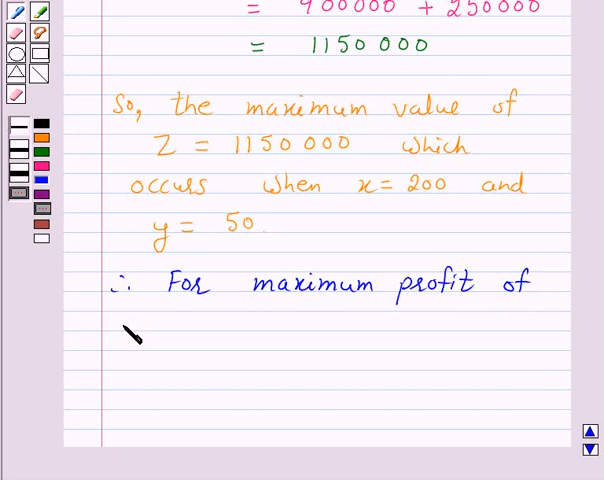 = 900000 + 250000
= 1150 000
So, the maximum value of
Z = 1150 000 which
occurs when x = 200 and
y = 50.
∴ For maximum profit of